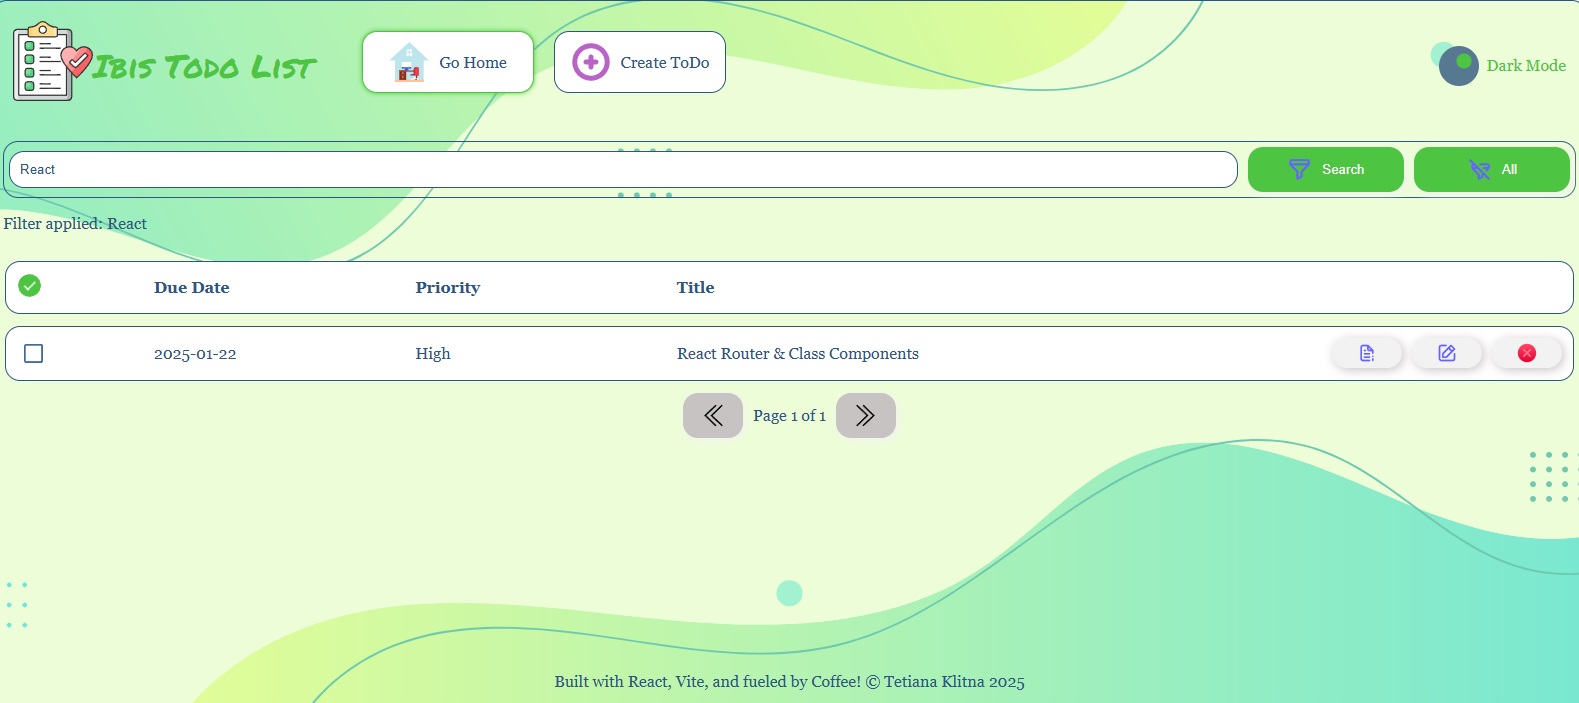 Ibis Todo List
Go Home
Create ToDo
Dark Mode
React
Search
All
Filter applied: React
Due Date Priority Title
2025-01-22 High React Router & Class Components
Page 1 of 1
Built with React, Vite, and fueled by Coffee! © Tetiana Klitna 2025